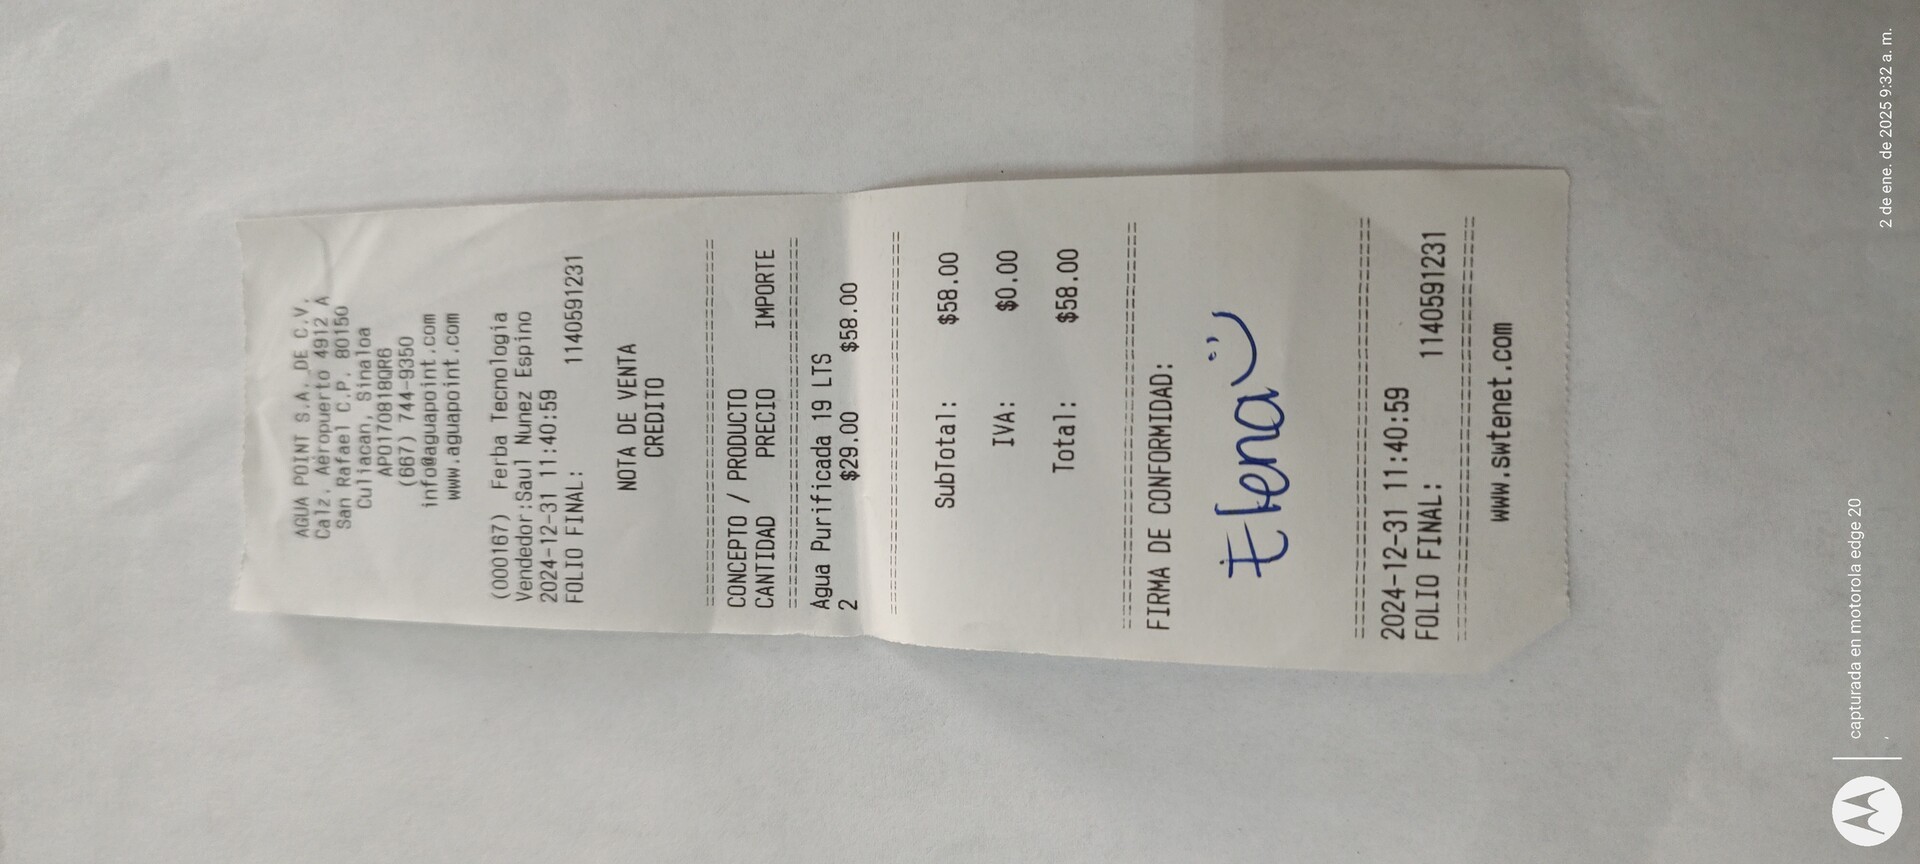 AGUA POINT S.A. DE C.V.
Calz. Aeropuerto 4912 A
San Rafael C.P. 80150
Culiacan, Sinaloa
APO170818QR6
(667) 744-9350
info@aguapoint.com
www.aguapoint.com
(000167) Ferba Tecnologia
Vendedor:Saul Nunez Espino
2024-12-31 11:40:59
FOLIO FINAL: 1140591231
NOTA DE VENTA
CREDITO
==============================
CONCEPTO / PRODUCTO
CANTIDAD PRECIO IMPORTE
==============================
Agua Purificada 19 LTS
2 $29.00 $58.00
==============================
SubTotal: $58.00
IVA: $0.00
Total: $58.00
==============================
FIRMA DE CONFORMIDAD:
Elena
==============================
2024-12-31 11:40:59
FOLIO FINAL: 1140591231
==============================
www.swtenet.com
capturada en motorola edge 20
2 de ene. de 2025 9:32 a. m.